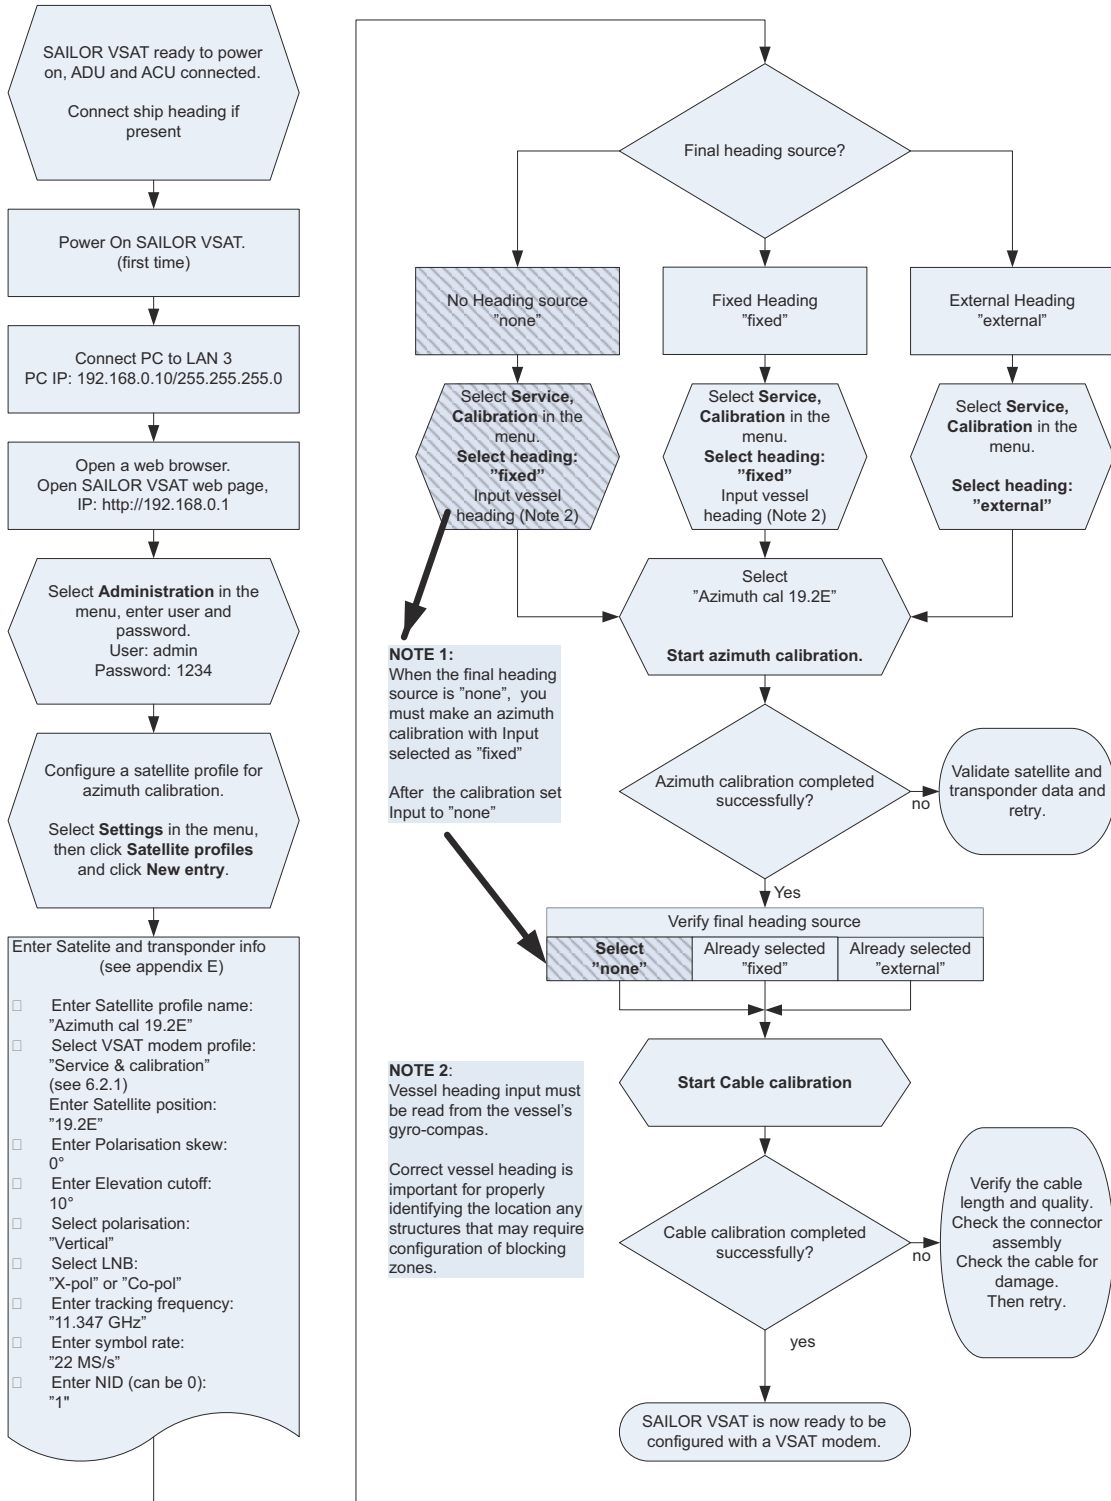 SAILOR VSAT ready to power
on, ADU and ACU connected.
Connect ship heading if
present
Power On SAILOR VSAT.
(first time)
Connect PC to LAN 3
PC IP: 192.168.0.10/255.255.255.0
Open a web browser.
Open SAILOR VSAT web page,
IP: http://192.168.0.1
Select Administration in the
menu, enter user and
password.
User: admin
Password: 1234
Configure a satellite profile for
azimuth calibration.
Select Settings in the menu,
then click Satellite profiles
and click New entry.
Enter Satelite and transponder info
(see appendix E)
Enter Satellite profile name:
"Azimuth cal 19.2E"
Select VSAT modem profile:
"Service & calibration"
(see 6.2.1)
Enter Satellite position:
"19.2E"
Enter Polarisation skew:
0°
Enter Elevation cutoff:
10°
Select polarisation:
"Vertical"
Select LNB:
"X-pol" or "Co-pol"
Enter tracking frequency:
"11.347 GHz"
Enter symbol rate:
"22 MS/s"
Enter NID (can be 0):
"1"
Final heading source?
No Heading source
"none"
Fixed Heading
"fixed"
External Heading
"external"
Select Service,
Calibration in the
menu.
Select heading:
"fixed"
Input vessel
heading (Note 2)
Select Service,
Calibration in the
menu.
Select heading:
"fixed"
Input vessel
heading (Note 2)
Select Service,
Calibration in the
menu.
Select heading:
"external"
Select
"Azimuth cal 19.2E"
Start azimuth calibration.
NOTE 1:
When the final heading
source is "none", you
must make an azimuth
calibration with Input
selected as "fixed"
After the calibration set
Input to "none"
Azimuth calibration completed
successfully?
no
Validate satellite and
transponder data and
retry.
Yes
Verify final heading source
Select
"none"
Already selected
"fixed"
Already selected
"external"
NOTE 2:
Vessel heading input must
be read from the vessel's
gyro-compas.
Correct vessel heading is
important for properly
identifying the location any
structures that may require
configuration of blocking
zones.
Start Cable calibration
Cable calibration completed
successfully?
no
Verify the cable
length and quality.
Check the connector
assembly
Check the cable for
damage.
Then retry.
yes
SAILOR VSAT is now ready to be
configured with a VSAT modem.